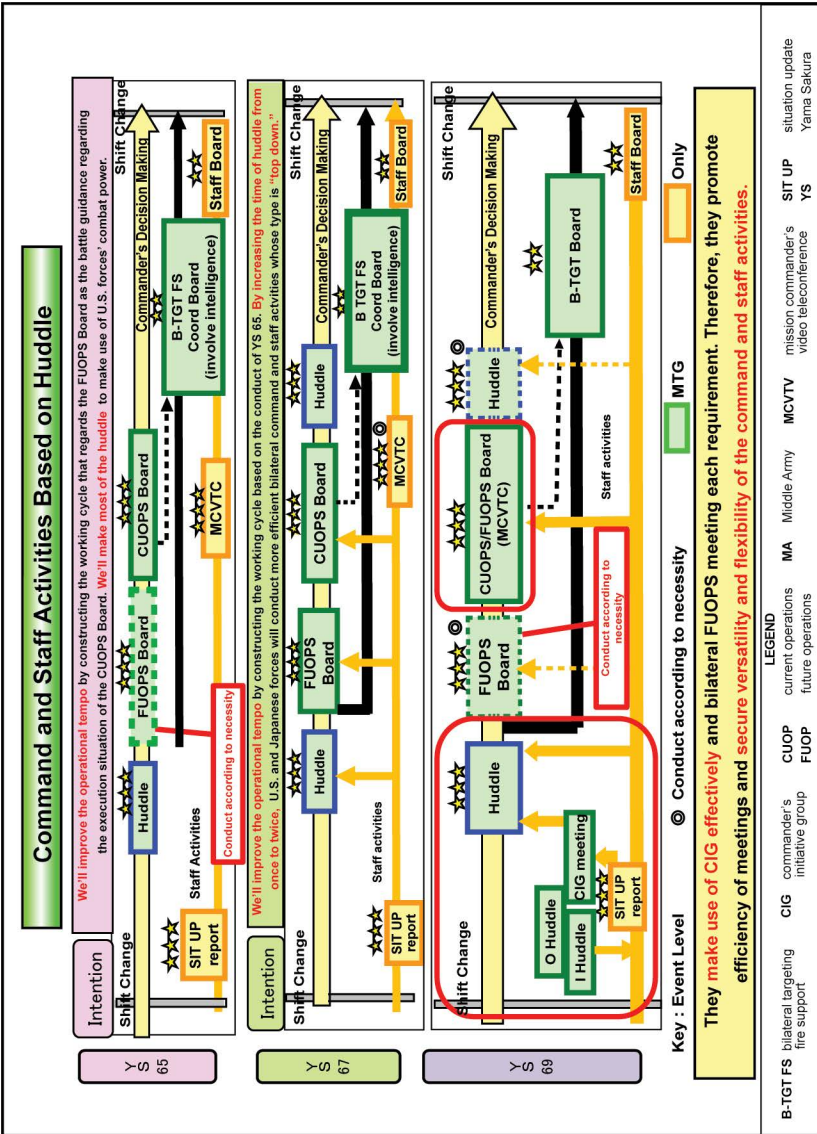 Command and Staff Activities Based on Huddle
YS 65
Intention
We'll improve the operational tempo by constructing the working cycle that regards the FUOPS Board as the battle guidance regarding
the execution situation of the CUOPS Board. We'll make most of the huddle to make use of U.S. forces' combat power.
Shift Change
Shift Change
SIT UP
report
Staff Activities
Huddle
FUOPS Board
CUOPS Board
Commander's Decision Making
Conduct according to necessity
MCVTC
B-TGT FS
Coord Board
(involve intelligence)
Staff Board
YS 67
Intention
We'll improve the operational tempo by constructing the working cycle based on the conduct of YS 65. By increasing the time of huddle from
once to twice, U.S. and Japanese forces will conduct more efficient bilateral command and staff actvities whose type is "top down."
Shift Change
Shift Change
SIT UP
report
Staff activities
Huddle
FUOPS
Board
CUOPS
Board
Huddle
Commander's Decision Making
MCVTC
B TGT FS
Coord Board
(involve intelligence)
Staff Board
YS 69
Shift Change
Shift Change
O Huddle
I Huddle
CIG meeting
SIT UP
report
Huddle
FUOPS
Board
CUOPS/FUOPS Board
(MCVTC)
Huddle
Commander's Decision Making
Conduct according to
necessity
Staff activities
B-TGT Board
Staff Board
Key : Event Level
◎ Conduct according to necessity
MTG
Only
They make use of CIG effectively and bilateral FUOPS meeting each requirement. Therefore, they promote
efficiency of meetings and secure versatility and flexibility of the command and staff activities.
LEGEND
B-TGT FS bilateral targeting
fire support
CIG commander's
initiative group
CUOP current operations
FUOP future operations
MA Middle Army
MCVTV mission commander's
video teleconference
SIT UP situation update
YS Yama Sakura